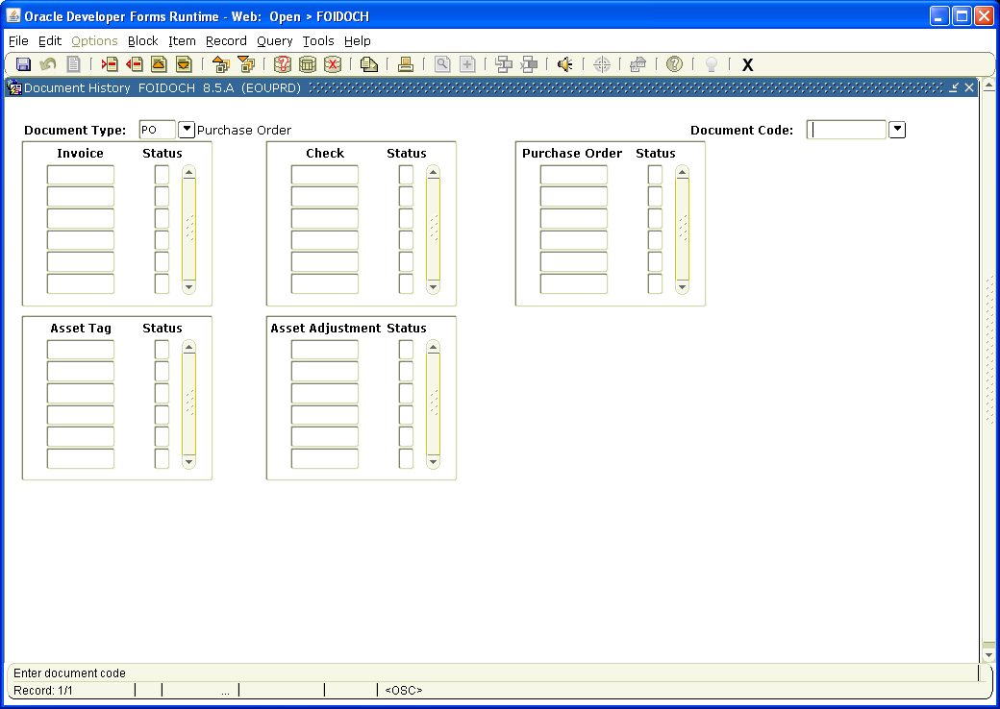 Oracle Developer Forms Runtime - Web: Open > FOIDOCH
File Edit Options Block Item Record Query Tools Help
X
Document History FOIDOCH 8.5.A (EOUPRD)
Document Type: PO Purchase Order Document Code:
Invoice Status Check Status Purchase Order Status
Asset Tag Status Asset Adjustment Status
Enter document code
Record: 1/1 ... <OSC>